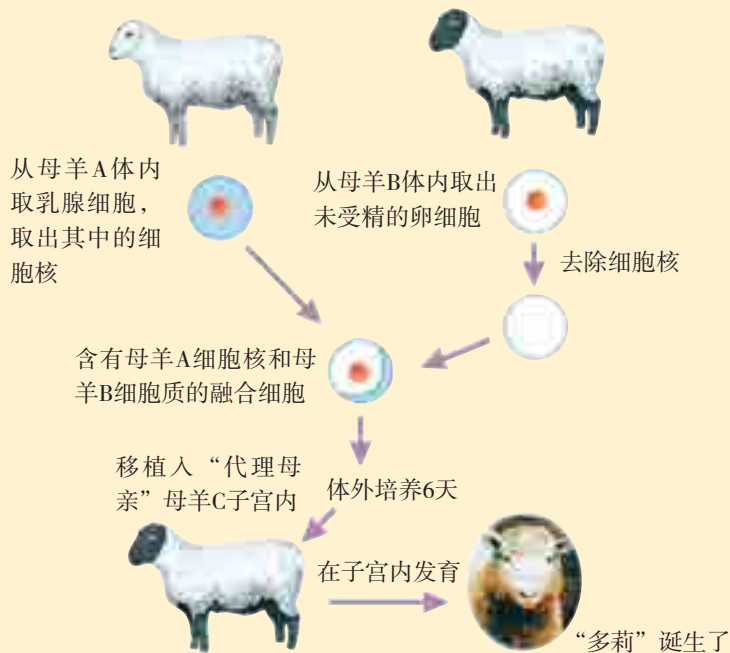 从母羊A体内
取乳腺细胞，
取出其中的细
胞核
从母羊B体内取出
未受精的卵细胞
去除细胞核
含有母羊A细胞核和母
羊B细胞质的融合细胞
移植入“代理母
亲”母羊C子宫内
体外培养6天
在子宫内发育
“多莉”诞生了